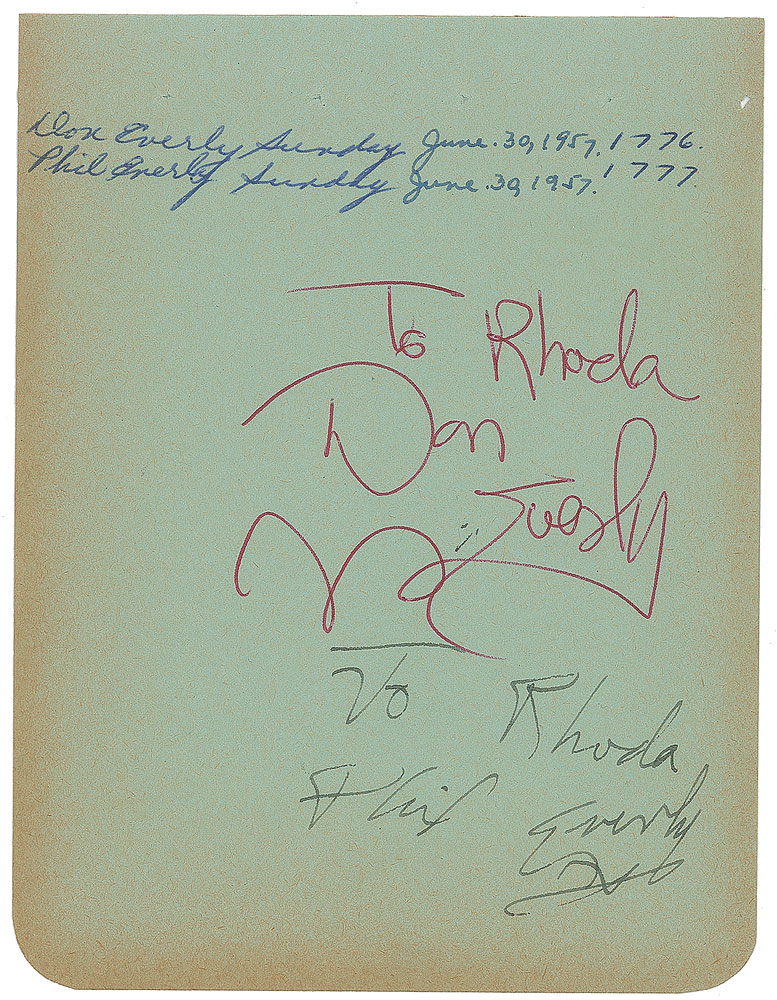 Don Everly Sunday June. 30, 1957. 1776.
Phil Everly Sunday June. 30, 1957. 1777.
To Rhoda
Don
Everly
To Rhoda
Phil Everly